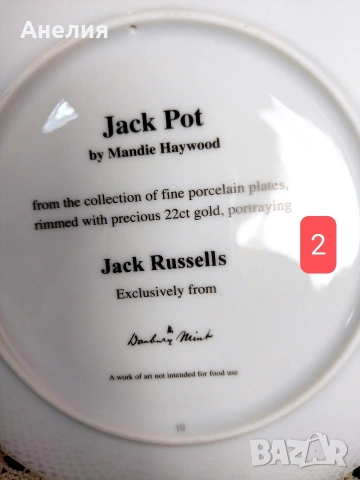 Анелия
Jack Pot
by Mandie Haywood
from the collection of fine porcelain plates,
rimmed with precious 22ct gold, portraying
2
Jack Russells
Exclusively from
Danbury Mint
A work of art not intended for food use
19
BAZAR